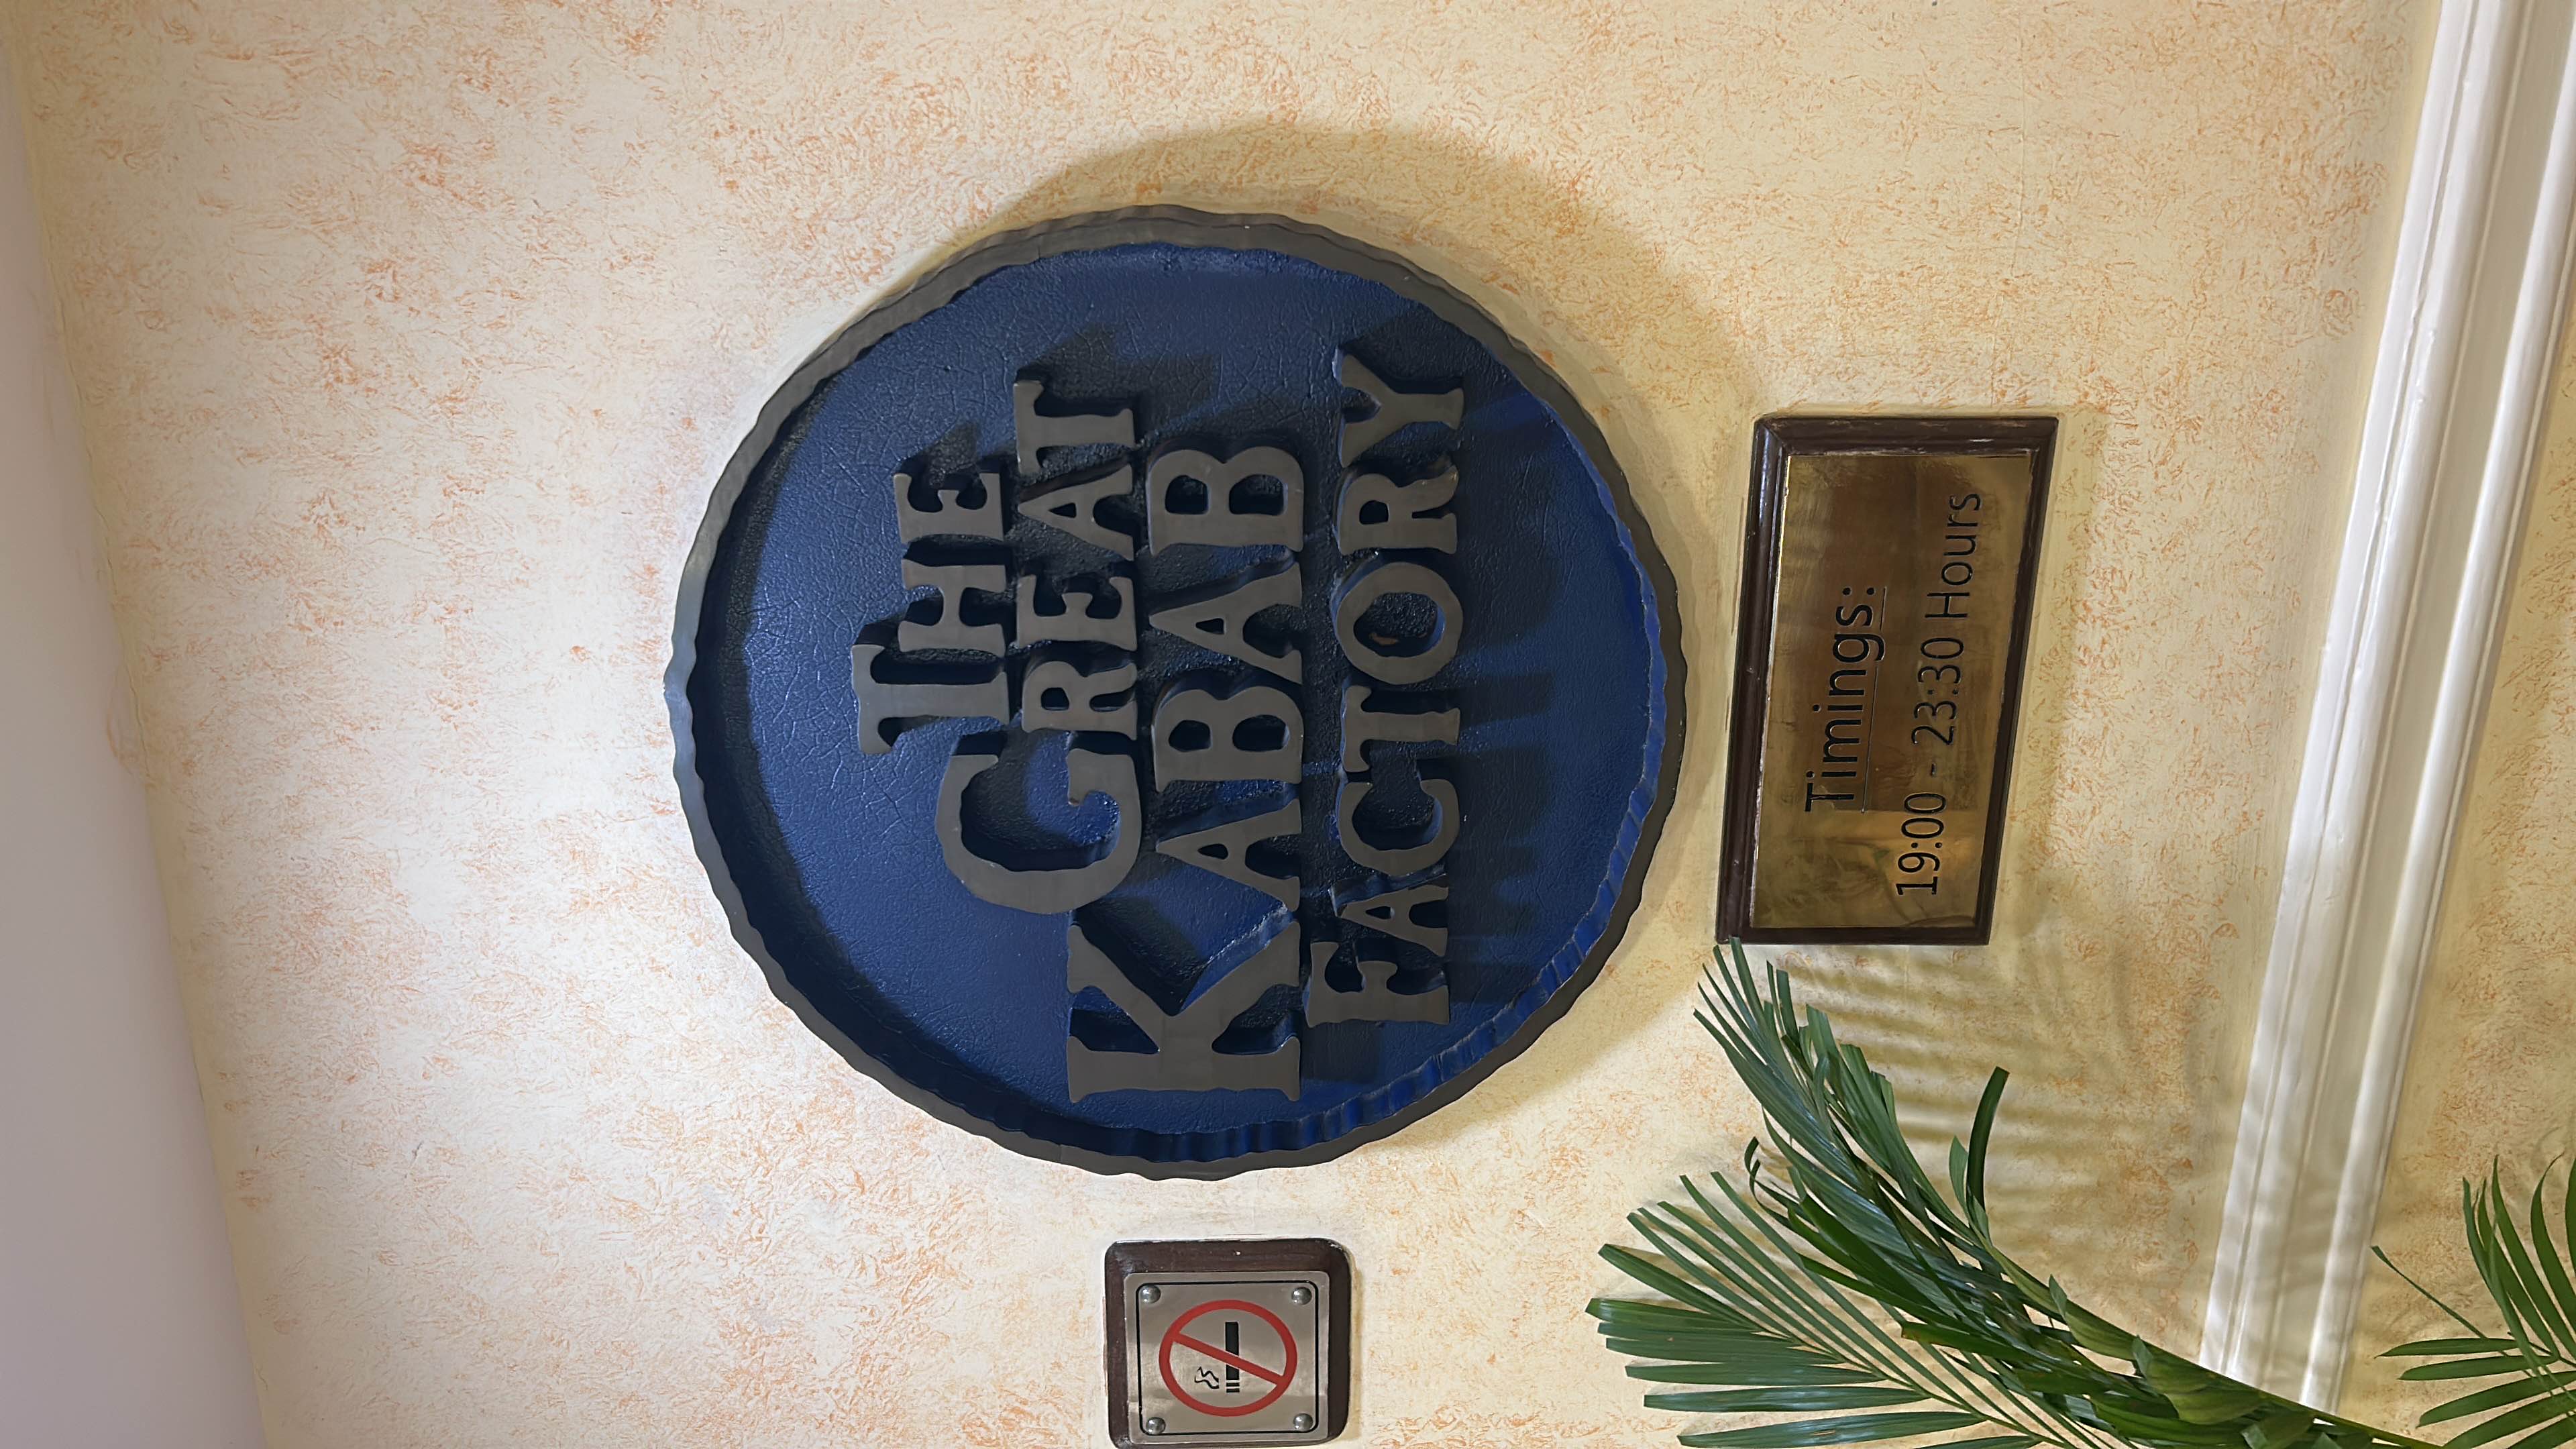 THE
GREAT
KABAB
FACTORY
Timings:
19:00 - 23:30 Hours